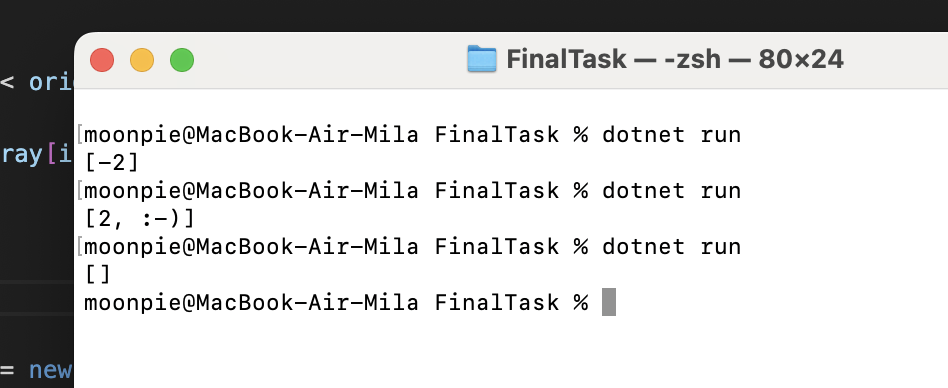 FinalTask — -zsh — 80×24
< ori
ray[i
= new
[moonpie@MacBook-Air-Mila FinalTask % dotnet run
[-2]
[moonpie@MacBook-Air-Mila FinalTask % dotnet run
[2, :-)]
[moonpie@MacBook-Air-Mila FinalTask % dotnet run
[]
moonpie@MacBook-Air-Mila FinalTask %